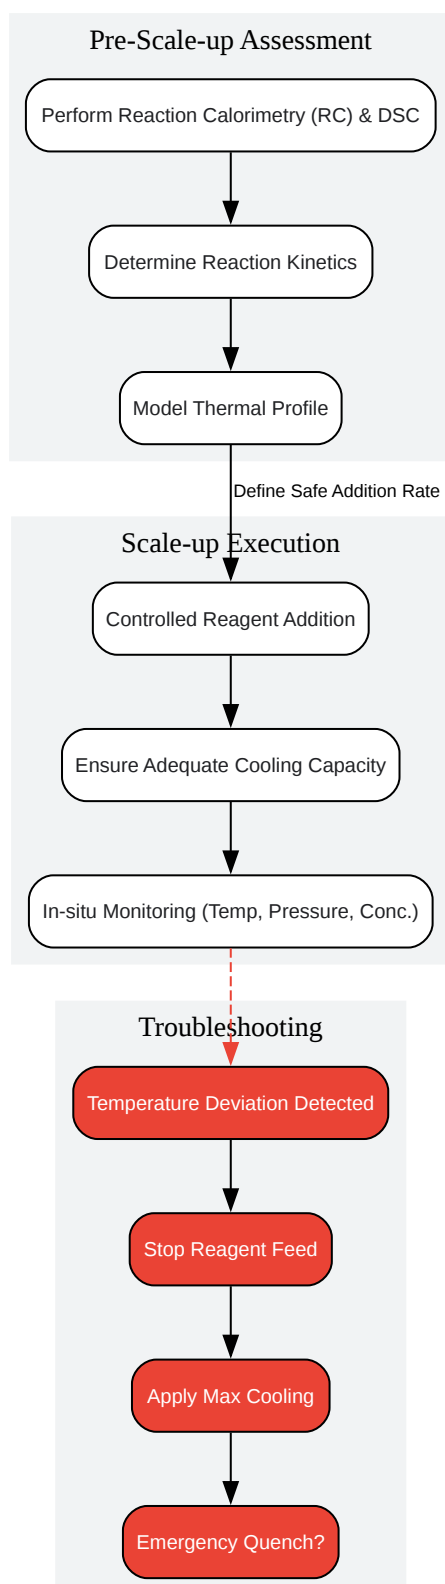 Pre-Scale-up Assessment
Perform Reaction Calorimetry (RC) & DSC
Determine Reaction Kinetics
Model Thermal Profile
Define Safe Addition Rate
Scale-up Execution
Controlled Reagent Addition
Ensure Adequate Cooling Capacity
In-situ Monitoring (Temp, Pressure, Conc.)
Troubleshooting
Temperature Deviation Detected
Stop Reagent Feed
Apply Max Cooling
Emergency Quench?